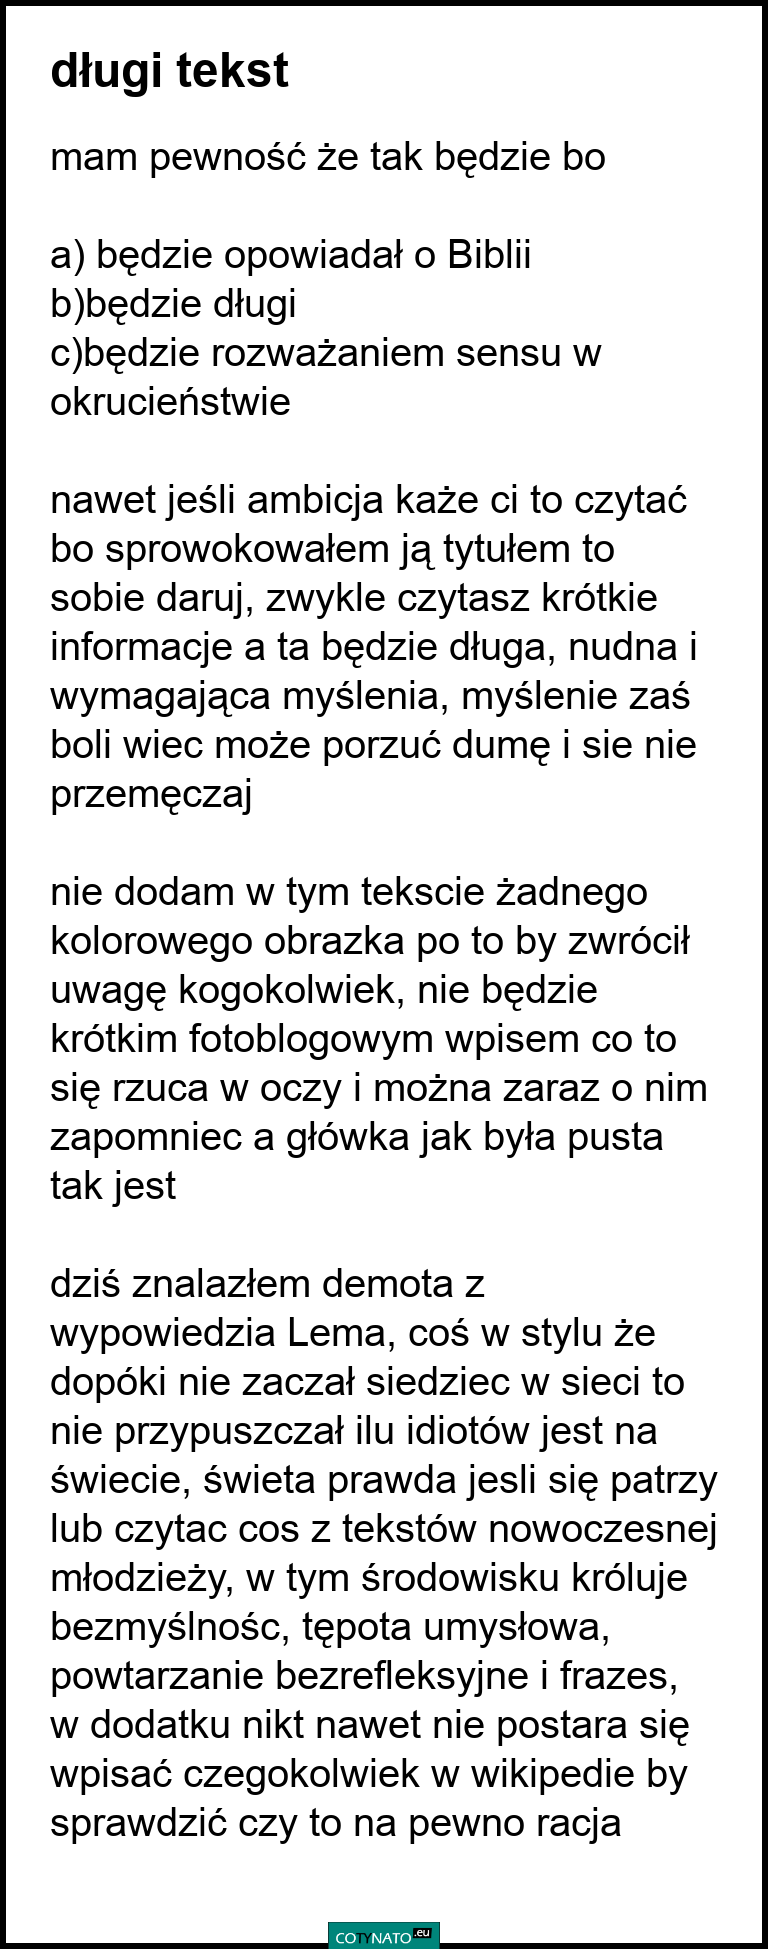 długi tekst
mam pewność że tak będzie bo
a) będzie opowiadał o Biblii
b)będzie długi
c)będzie rozważaniem sensu w
okrucieństwie
nawet jeśli ambicja każe ci to czytać
bo sprowokowałem ją tytułem to
sobie daruj, zwykle czytasz krótkie
informacje a ta będzie długa, nudna i
wymagająca myślenia, myślenie zaś
boli wiec może porzuć dumę i sie nie
przemęczaj
nie dodam w tym tekscie żadnego
kolorowego obrazka po to by zwrócił
uwagę kogokolwiek, nie będzie
krótkim fotoblogowym wpisem co to
się rzuca w oczy i można zaraz o nim
zapomniec a główka jak była pusta
tak jest
dziś znalazłem demota z
wypowiedzia Lema, coś w stylu że
dopóki nie zaczał siedziec w sieci to
nie przypuszczał ilu idiotów jest na
świecie, świeta prawda jesli się patrzy
lub czytac cos z tekstów nowoczesnej
młodzieży, w tym środowisku króluje
bezmyślnośc, tępota umysłowa,
powtarzanie bezrefleksyjne i frazes,
w dodatku nikt nawet nie postara się
wpisać czegokolwiek w wikipedie by
sprawdzić czy to na pewno racja
COTYNATO.eu